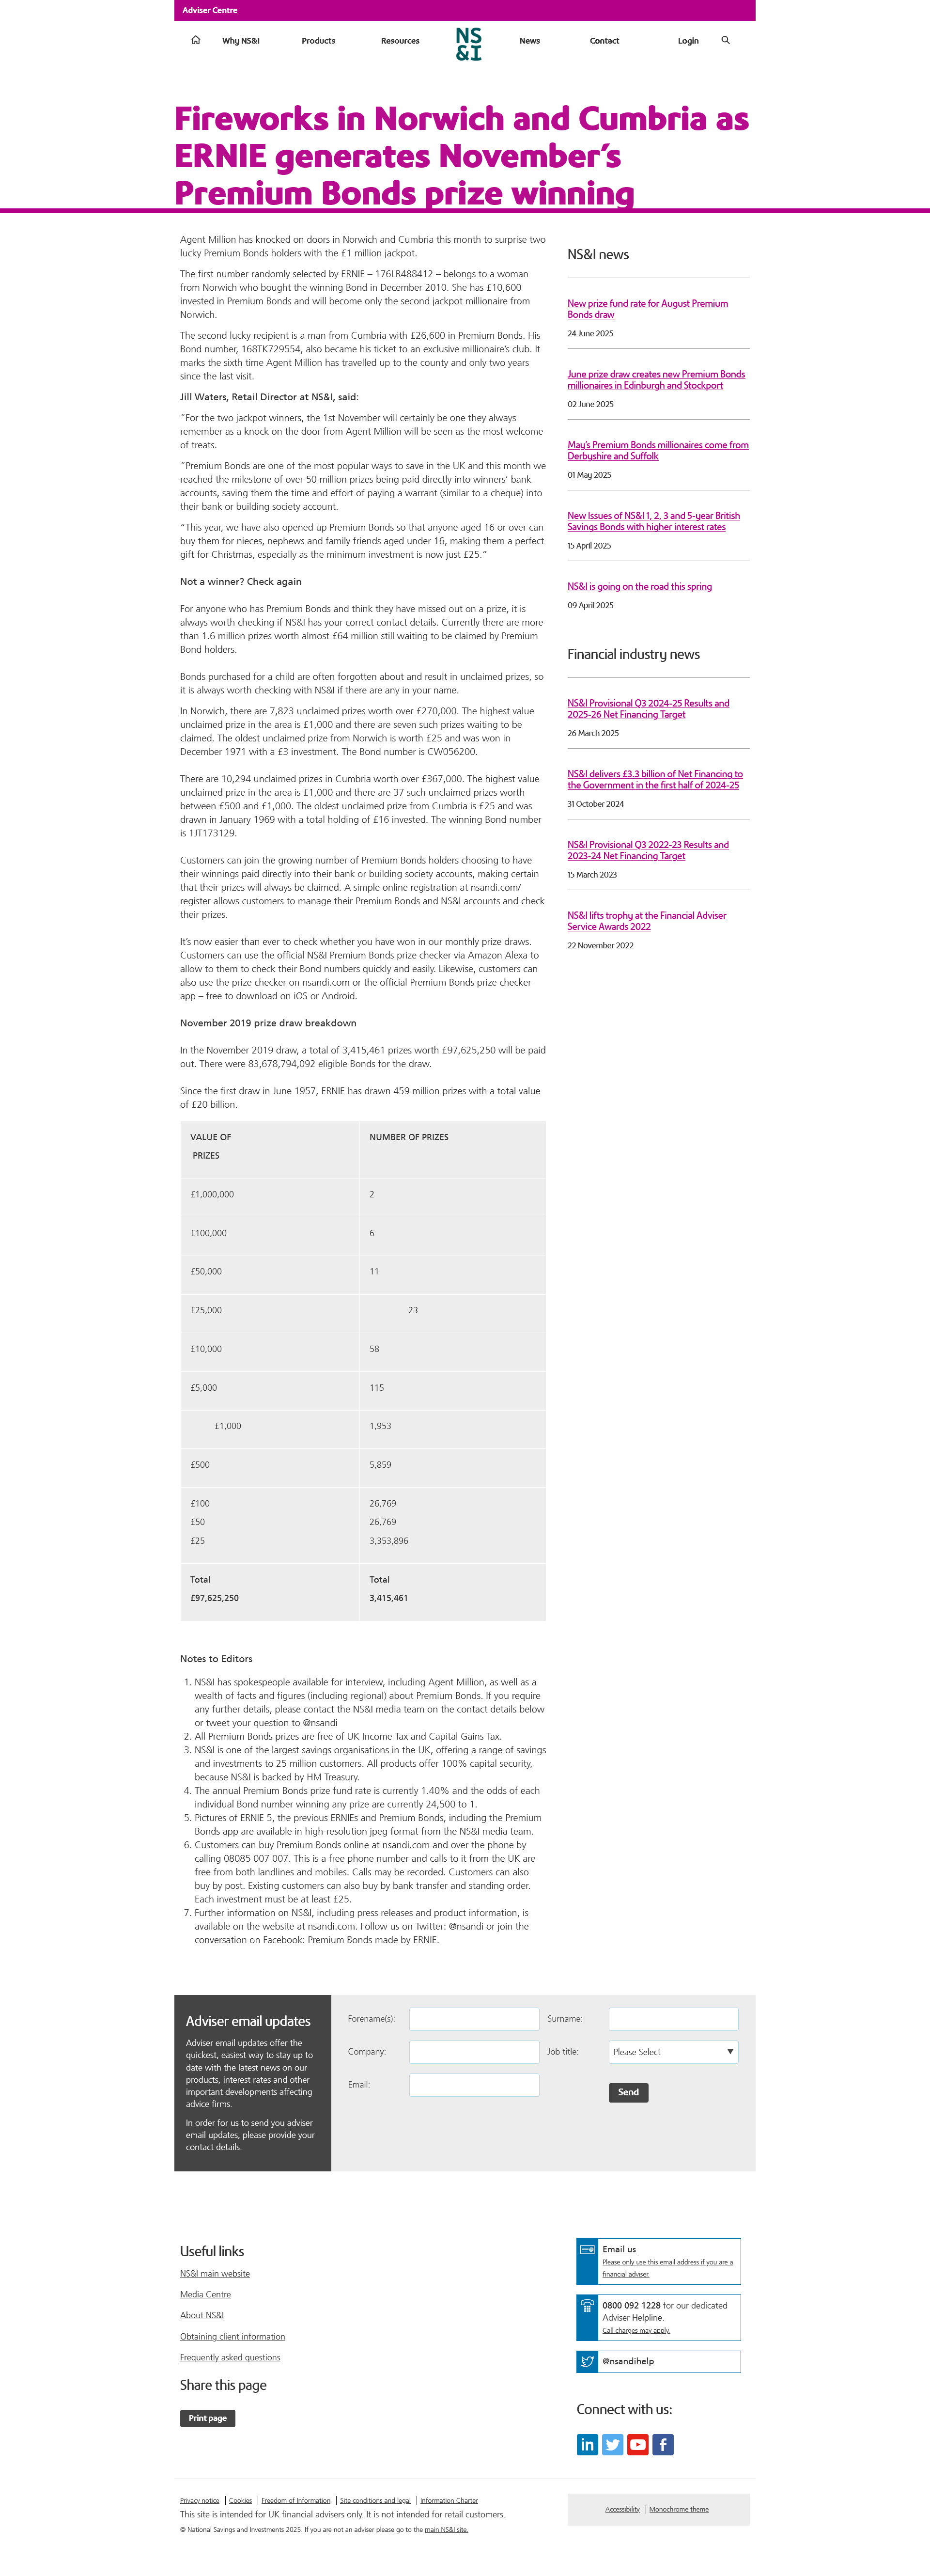 Adviser Centre
Why NS&I
Products
Resources
NS
&I
News
Contact
Login
Fireworks in Norwich and Cumbria as
ERNIE generates November's
Premium Bonds prize winning
Agent Million has knocked on doors in Norwich and Cumbria this month to surprise two
lucky Premium Bonds holders with the £1 million jackpot.
The first number randomly selected by ERNIE – 176LR488412 – belongs to a woman
from Norwich who bought the winning Bond in December 2010. She has £10,600
invested in Premium Bonds and will become only the second jackpot millionaire from
Norwich.
The second lucky recipient is a man from Cumbria with £26,600 in Premium Bonds. His
Bond number, 168TK729554, also became his ticket to an exclusive millionaire's club. It
marks the sixth time Agent Million has travelled up to the county and only two years
since the last visit.
Jill Waters, Retail Director at NS&I, said:
"For the two jackpot winners, the 1st November will certainly be one they always
remember as a knock on the door from Agent Million will be seen as the most welcome
of treats.
"Premium Bonds are one of the most popular ways to save in the UK and this month we
reached the milestone of over 50 million prizes being paid directly into winners' bank
accounts, saving them the time and effort of paying a warrant (similar to a cheque) into
their bank or building society account.
"This year, we have also opened up Premium Bonds so that anyone aged 16 or over can
buy them for nieces, nephews and family friends aged under 16, making them a perfect
gift for Christmas, especially as the minimum investment is now just £25."
Not a winner? Check again
For anyone who has Premium Bonds and think they have missed out on a prize, it is
always worth checking if NS&I has your correct contact details. Currently there are more
than 1.6 million prizes worth almost £64 million still waiting to be claimed by Premium
Bond holders.
Bonds purchased for a child are often forgotten about and result in unclaimed prizes, so
it is always worth checking with NS&I if there are any in your name.
In Norwich, there are 7,823 unclaimed prizes worth over £270,000. The highest value
unclaimed prize in the area is £1,000 and there are seven such prizes waiting to be
claimed. The oldest unclaimed prize from Norwich is worth £25 and was won in
December 1971 with a £3 investment. The Bond number is CW056200.
There are 10,294 unclaimed prizes in Cumbria worth over £367,000. The highest value
unclaimed prize in the area is £1,000 and there are 37 such unclaimed prizes worth
between £500 and £1,000. The oldest unclaimed prize from Cumbria is £25 and was
drawn in January 1969 with a total holding of £16 invested. The winning Bond number
is 1JT173129.
Customers can join the growing number of Premium Bonds holders choosing to have
their winnings paid directly into their bank or building society accounts, making certain
that their prizes will always be claimed. A simple online registration at nsandi.com/
register allows customers to manage their Premium Bonds and NS&I accounts and check
their prizes.
It's now easier than ever to check whether you have won in our monthly prize draws.
Customers can use the official NS&I Premium Bonds prize checker via Amazon Alexa to
allow to them to check their Bond numbers quickly and easily. Likewise, customers can
also use the prize checker on nsandi.com or the official Premium Bonds prize checker
app – free to download on iOS or Android.
November 2019 prize draw breakdown
In the November 2019 draw, a total of 3,415,461 prizes worth £97,625,250 will be paid
out. There were 83,678,794,092 eligible Bonds for the draw.
Since the first draw in June 1957, ERNIE has drawn 459 million prizes with a total value
of £20 billion.
VALUE OF
PRIZES
NUMBER OF PRIZES
£1,000,000
2
£100,000
6
£50,000
11
£25,000
23
£10,000
58
£5,000
115
£1,000
1,953
£500
5,859
£100
26,769
£50
26,769
£25
3,353,896
Total
Total
£97,625,250
3,415,461
Notes to Editors
1. NS&I has spokespeople available for interview, including Agent Million, as well as a
wealth of facts and figures (including regional) about Premium Bonds. If you require
any further details, please contact the NS&I media team on the contact details below
or tweet your question to @nsandi
2. All Premium Bonds prizes are free of UK Income Tax and Capital Gains Tax.
3. NS&I is one of the largest savings organisations in the UK, offering a range of savings
and investments to 25 million customers. All products offer 100% capital security,
because NS&I is backed by HM Treasury.
4. The annual Premium Bonds prize fund rate is currently 1.40% and the odds of each
individual Bond number winning any prize are currently 24,500 to 1.
5. Pictures of ERNIE 5, the previous ERNIEs and Premium Bonds, including the Premium
Bonds app are available in high-resolution jpeg format from the NS&I media team.
6. Customers can buy Premium Bonds online at nsandi.com and over the phone by
calling 08085 007 007. This is a free phone number and calls to it from the UK are
free from both landlines and mobiles. Calls may be recorded. Customers can also
buy by post. Existing customers can also buy by bank transfer and standing order.
Each investment must be at least £25.
7. Further information on NS&I, including press releases and product information, is
available on the website at nsandi.com. Follow us on Twitter: @nsandi or join the
conversation on Facebook: Premium Bonds made by ERNIE.
NS&I news
New prize fund rate for August Premium
Bonds draw
24 June 2025
June prize draw creates new Premium Bonds
millionaires in Edinburgh and Stockport
02 June 2025
May's Premium Bonds millionaires come from
Derbyshire and Suffolk
01 May 2025
New Issues of NS&I 1, 2, 3 and 5-year British
Savings Bonds with higher interest rates
15 April 2025
NS&I is going on the road this spring
09 April 2025
Financial industry news
NS&I Provisional Q3 2024-25 Results and
2025-26 Net Financing Target
26 March 2025
NS&I delivers £3.3 billion of Net Financing to
the Government in the first half of 2024-25
31 October 2024
NS&I Provisional Q3 2022-23 Results and
2023-24 Net Financing Target
15 March 2023
NS&I lifts trophy at the Financial Adviser
Service Awards 2022
22 November 2022
Adviser email updates
Adviser email updates offer the
quickest, easiest way to stay up to
date with the latest news on our
products, interest rates and other
important developments affecting
advice firms.
In order for us to send you adviser
email updates, please provide your
contact details.
Forename(s):
Surname:
Company:
Job title:
Please Select
Email:
Send
Useful links
NS&I main website
Media Centre
About NS&I
Obtaining client information
Frequently asked questions
Share this page
Print page
Email us
Please only use this email address if you are a
financial adviser.
0800 092 1228 for our dedicated
Adviser Helpline.
Call charges may apply.
@nsandihelp
Connect with us:
Privacy notice
Cookies
Freedom of Information
Site conditions and legal
Information Charter
This site is intended for UK financial advisers only. It is not intended for retail customers.
© National Savings and Investments 2025. If you are not an adviser please go to the main NS&I site.
Accessibility
Monochrome theme